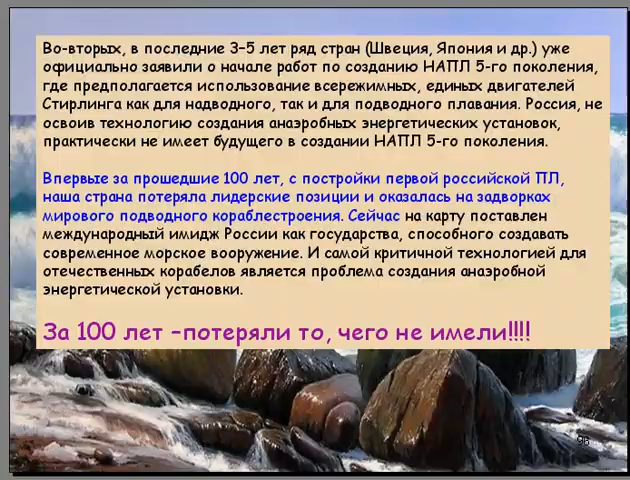 Во-вторых, в последние 3–5 лет ряд стран (Швеция, Япония и др.) уже
официально заявили о начале работ по созданию НАПЛ 5-го поколения,
где предполагается использование всережимных, единых двигателей
Стирлинга как для надводного, так и для подводного плавания. Россия, не
освоив технологию создания анаэробных энергетических установок,
практически не имеет будущего в создании НАПЛ 5-го поколения.
Впервые за прошедшие 100 лет, с постройки первой российской ПЛ,
наша страна потеряла лидерские позиции и оказалась на задворках
мирового подводного кораблестроения. Сейчас на карту поставлен
международный имидж России как государства, способного создавать
современное морское вооружение. И самой критичной технологией для
отечественных корабелов является проблема создания анаэробной
энергетической установки.
За 100 лет –потеряли то, чего не имели!!!!